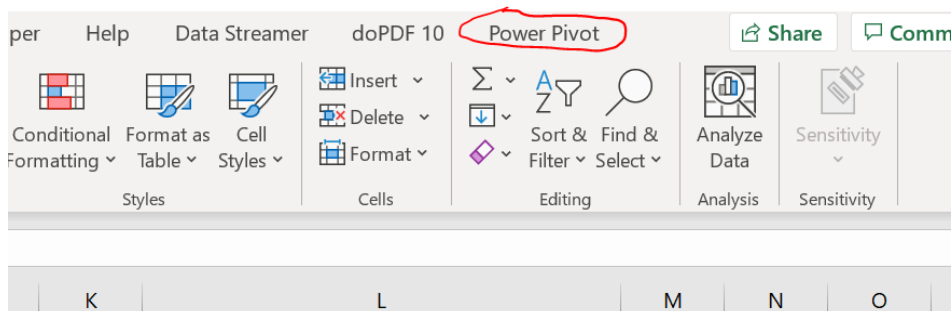 per Help Data Streamer doPDF 10 Power Pivot Share Comm
Insert
Delete
Format
Conditional Formatting
Format as Table
Cell Styles
Sort & Filter
Find & Select
Analyze Data
Sensitivity
Styles Cells Editing Analysis Sensitivity
K L M N O